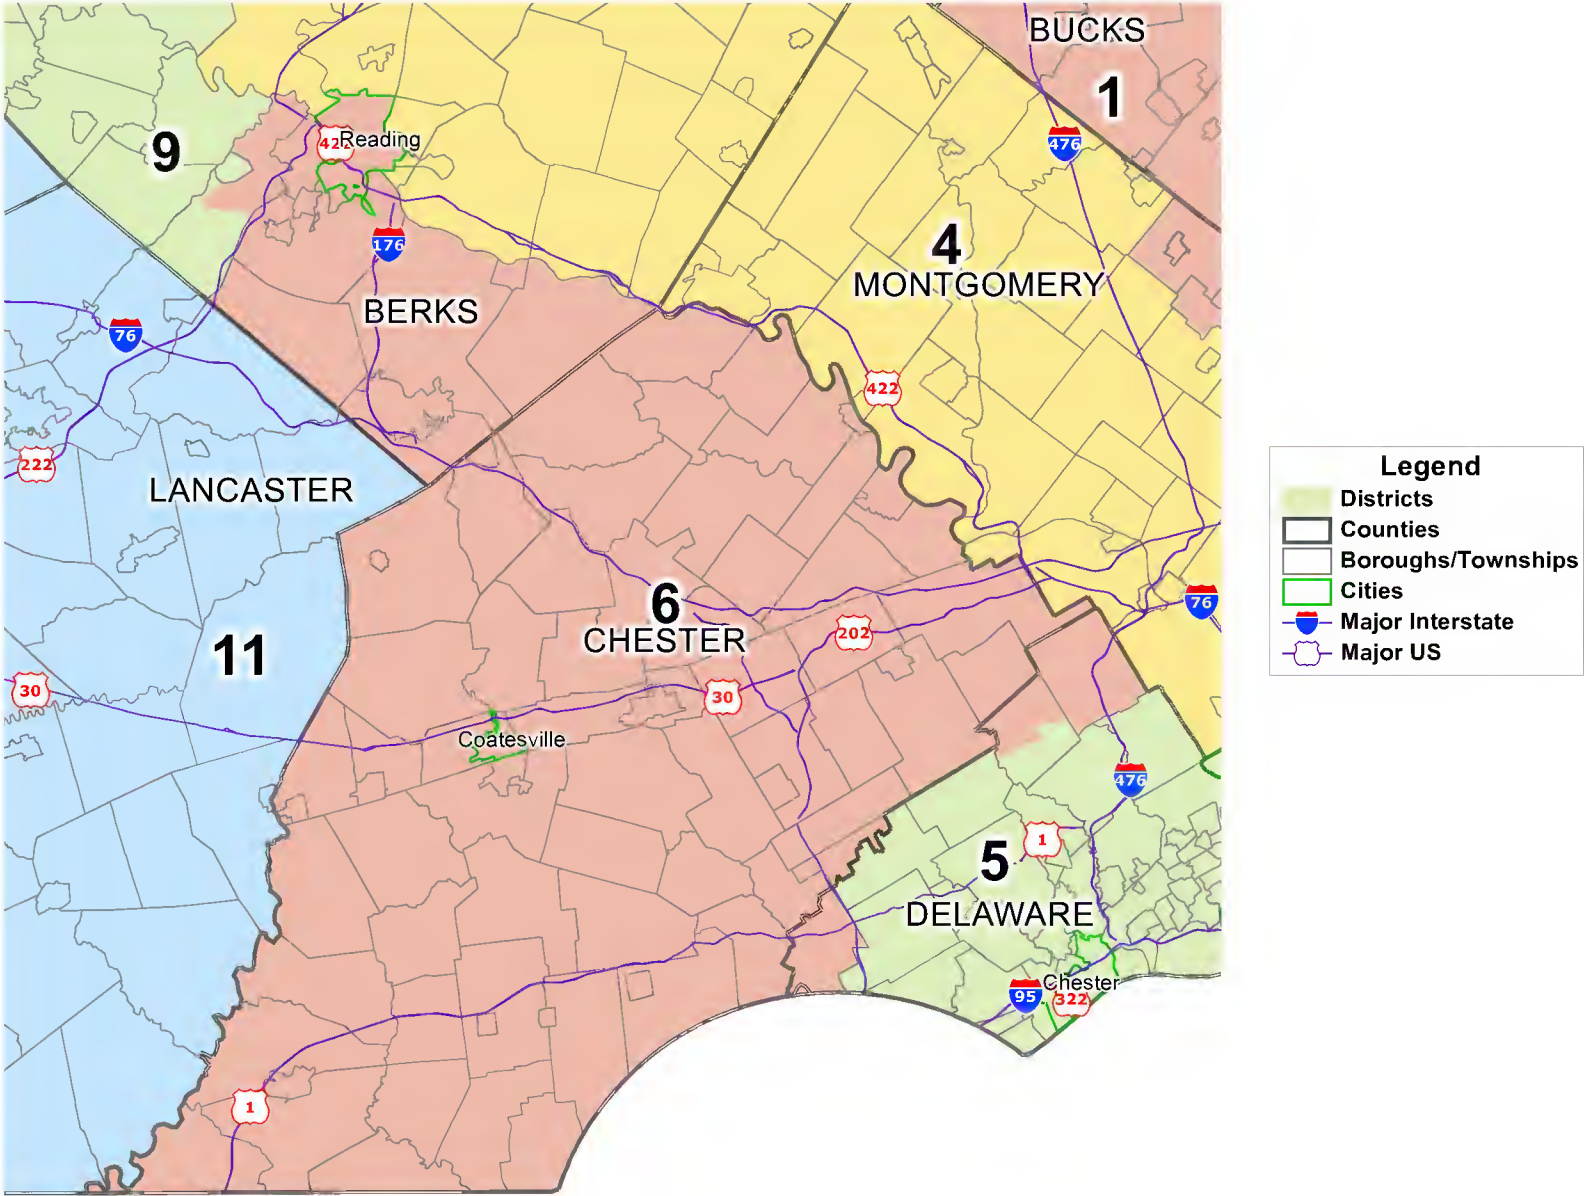 BUCKS
1
476
9
422
Reading
176
4
MONTGOMERY
BERKS
76
422
222
LANCASTER
6
CHESTER
202
76
11
30
30
Coatesville
476
1
5
DELAWARE
Chester
95
322
1
Legend
Districts
Counties
Boroughs/Townships
Cities
Major Interstate
Major US